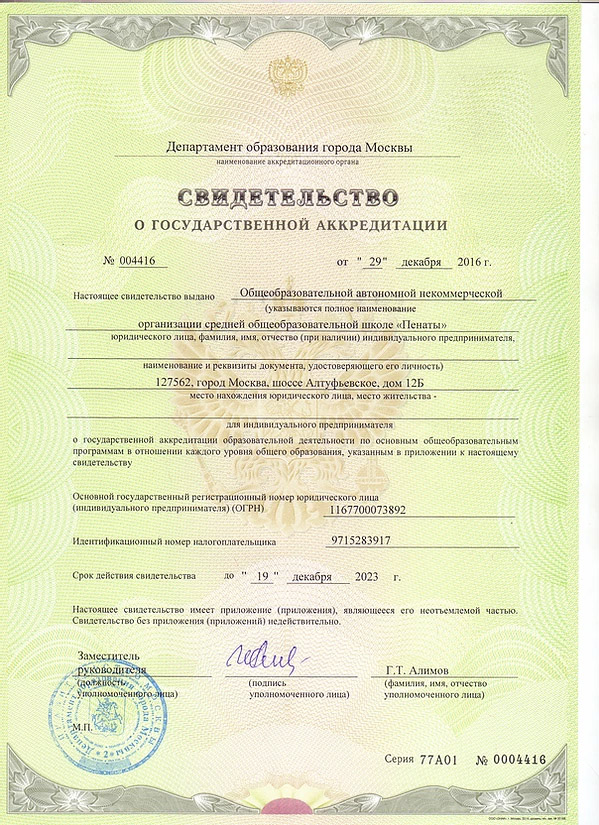 Департамент образования города Москвы
наименование аккредитационного органа
СВИДЕТЕЛЬСТВО
О ГОСУДАРСТВЕННОЙ АККРЕДИТАЦИИ
№ 004416 от "29" декабря 2016 г.
Настоящее свидетельство выдано Общеобразовательной автономной некоммерческой
(указываются полное наименование
организации средней общеобразовательной школе «Пенаты»
юридического лица, фамилия, имя, отчество (при наличии) индивидуального предпринимателя,
наименование и реквизиты документа, удостоверяющего его личность)
127562, город Москва, шоссе Алтуфьевское, дом 12Б
место нахождения юридического лица, место жительства -
для индивидуального предпринимателя
о государственной аккредитации образовательной деятельности по основным общеобразовательным
программам в отношении каждого уровня общего образования, указанным в приложении к настоящему
свидетельству
Основной государственный регистрационный номер юридического лица
(индивидуального предпринимателя) (ОГРН) 1167700073892
Идентификационный номер налогоплательщика 9715283917
Срок действия свидетельства до "19" декабря 2023 г.
Настоящее свидетельство имеет приложение (приложения), являющееся его неотъемлемой частью.
Свидетельство без приложения (приложений) недействительно.
Заместитель
руководителя Г.Т. Алимов
(должность (подпись (фамилия, имя, отчество
уполномоченного лица) уполномоченного лица) уполномоченного лица)
М.П.
Серия 77А01 № 0004416